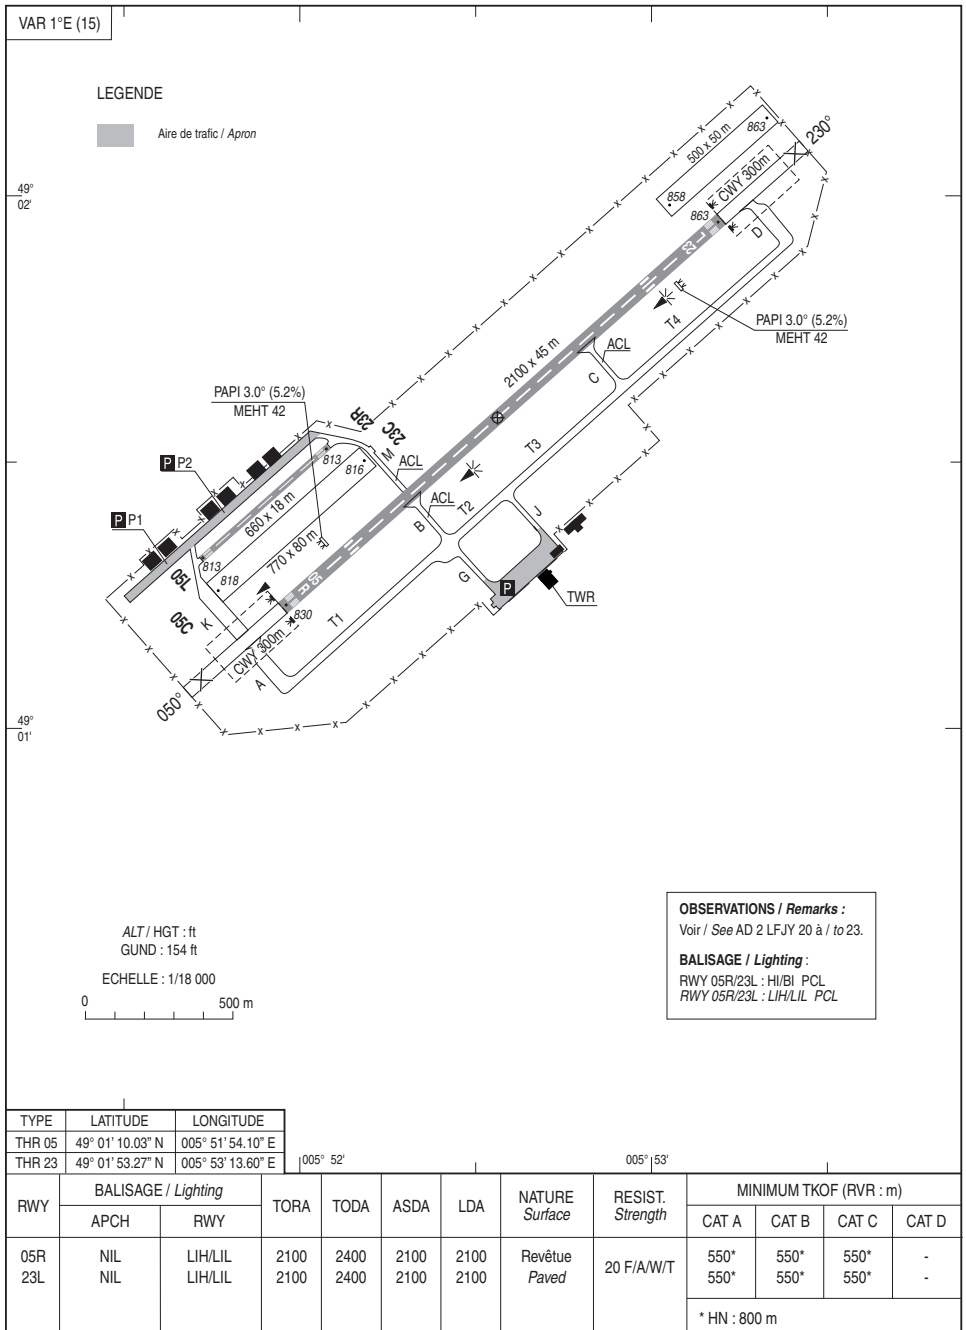 VAR 1°E (15)
LEGENDE
Aire de trafic / Apron
863
230°
500 x 50 m
CWY 300m
49°
02'
858
863
23 L
D
PAPI 3.0° (5.2%)
MEHT 42
T4
ACL
2100 x 45 m
C
PAPI 3.0° (5.2%)
MEHT 42
23R
23C
M
T3
P P2
813
816
ACL
ACL
660 x 18 m
T2
B
J
P P1
770 x 80 m
813
818
05L
05 R
G
P
TWR
05C
K
830
T1
CWY 300m
A
050°
49°
01'
ALT / HGT : ft
GUND : 154 ft
ECHELLE : 1/18 000
0 500 m
OBSERVATIONS / Remarks :
Voir / See AD 2 LFJY 20 à / to 23.
BALISAGE / Lighting :
RWY 05R/23L : HI/BI PCL
RWY 05R/23L : LIH/LIL PCL
TYPE LATITUDE LONGITUDE
THR 05 49° 01' 10.03" N 005° 51' 54.10" E
THR 23 49° 01' 53.27" N 005° 53' 13.60" E
005° 52' 005° 53'
RWY BALISAGE / Lighting TORA TODA ASDA LDA NATURE Surface RESIST. Strength MINIMUM TKOF (RVR : m)
APCH RWY CAT A CAT B CAT C CAT D
05R NIL LIH/LIL 2100 2400 2100 2100 Revêtue 20 F/A/W/T 550* 550* 550* -
23L NIL LIH/LIL 2100 2400 2100 2100 Paved 550* 550* 550* -
* HN : 800 m